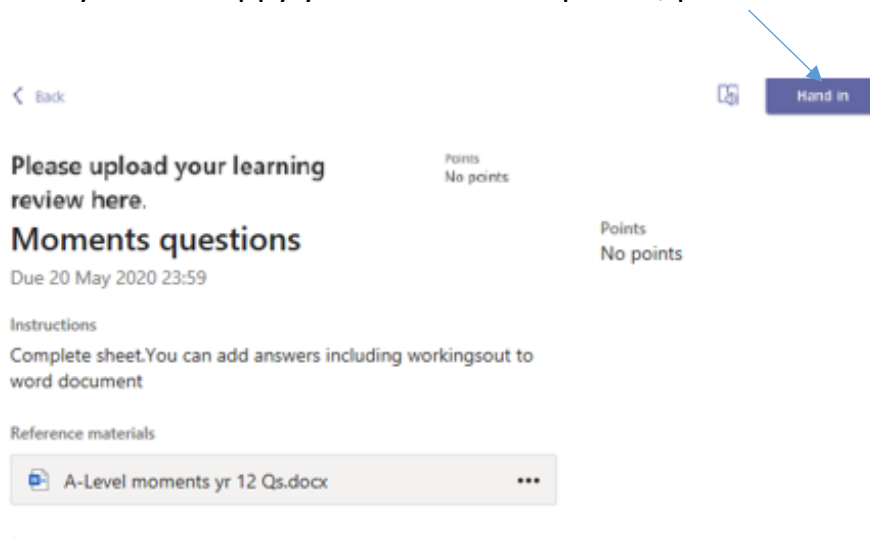 Back
Hand in
Please upload your learning
review here.
Points
No points
Moments questions
Due 20 May 2020 23:59
Points
No points
Instructions
Complete sheet.You can add answers including workingsout to
word document
Reference materials
A-Level moments yr 12 Qs.docx